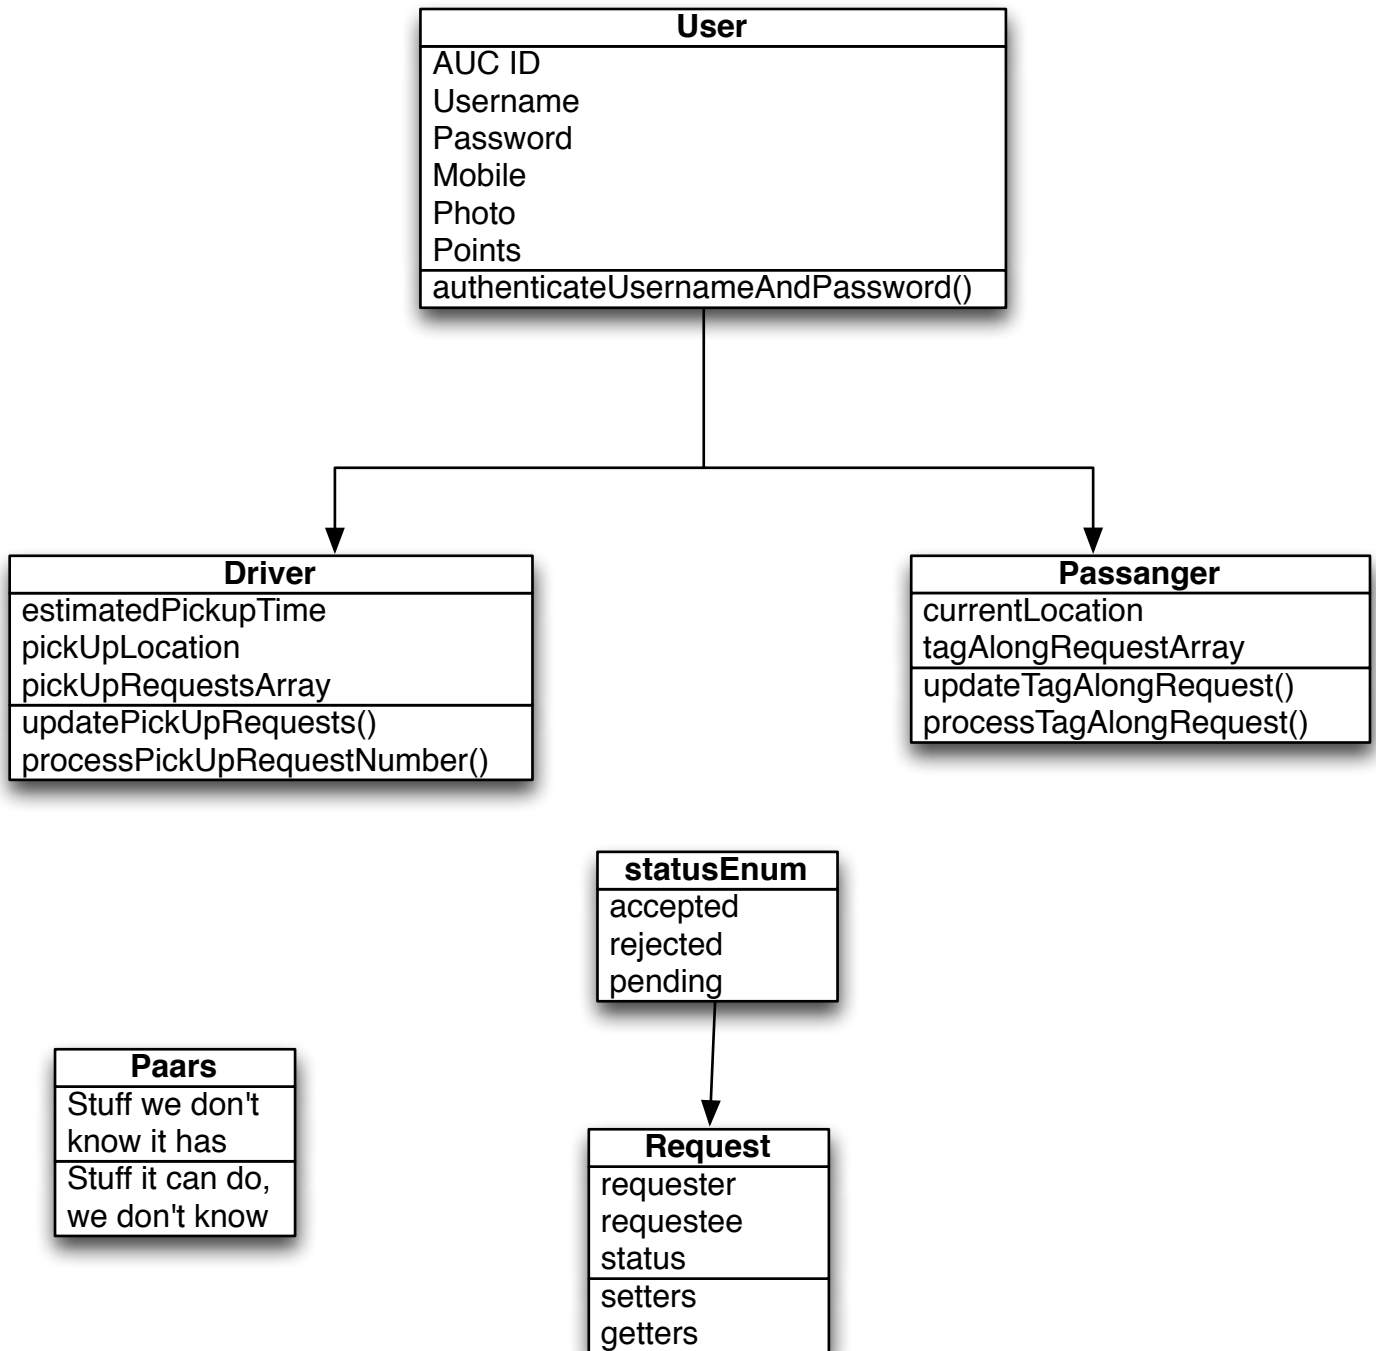 User
AUC ID
Username
Password
Mobile
Photo
Points
authenticateUsernameAndPassword()
Driver
estimatedPickupTime
pickUpLocation
pickUpRequestsArray
updatePickUpRequests()
processPickUpRequestNumber()
Passanger
currentLocation
tagAlongRequestArray
updateTagAlongRequest()
processTagAlongRequest()
statusEnum
accepted
rejected
pending
Paars
Stuff we don't
know it has
Stuff it can do,
we don't know
Request
requester
requestee
status
setters
getters